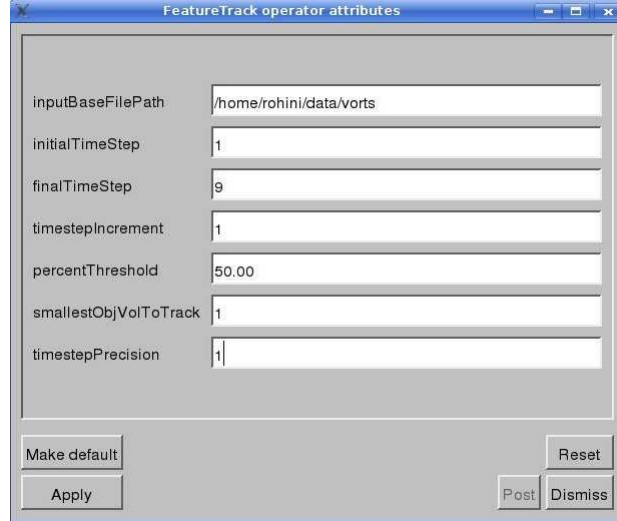 FeatureTrack operator attributes
inputBaseFilePath /home/rohini/data/vorts
initialTimeStep 1
finalTimeStep 9
timestepIncrement 1
percentThreshold 50.00
smallestObjVolToTrack 1
timestepPrecision 1
Make default Reset
Apply Post Dismiss